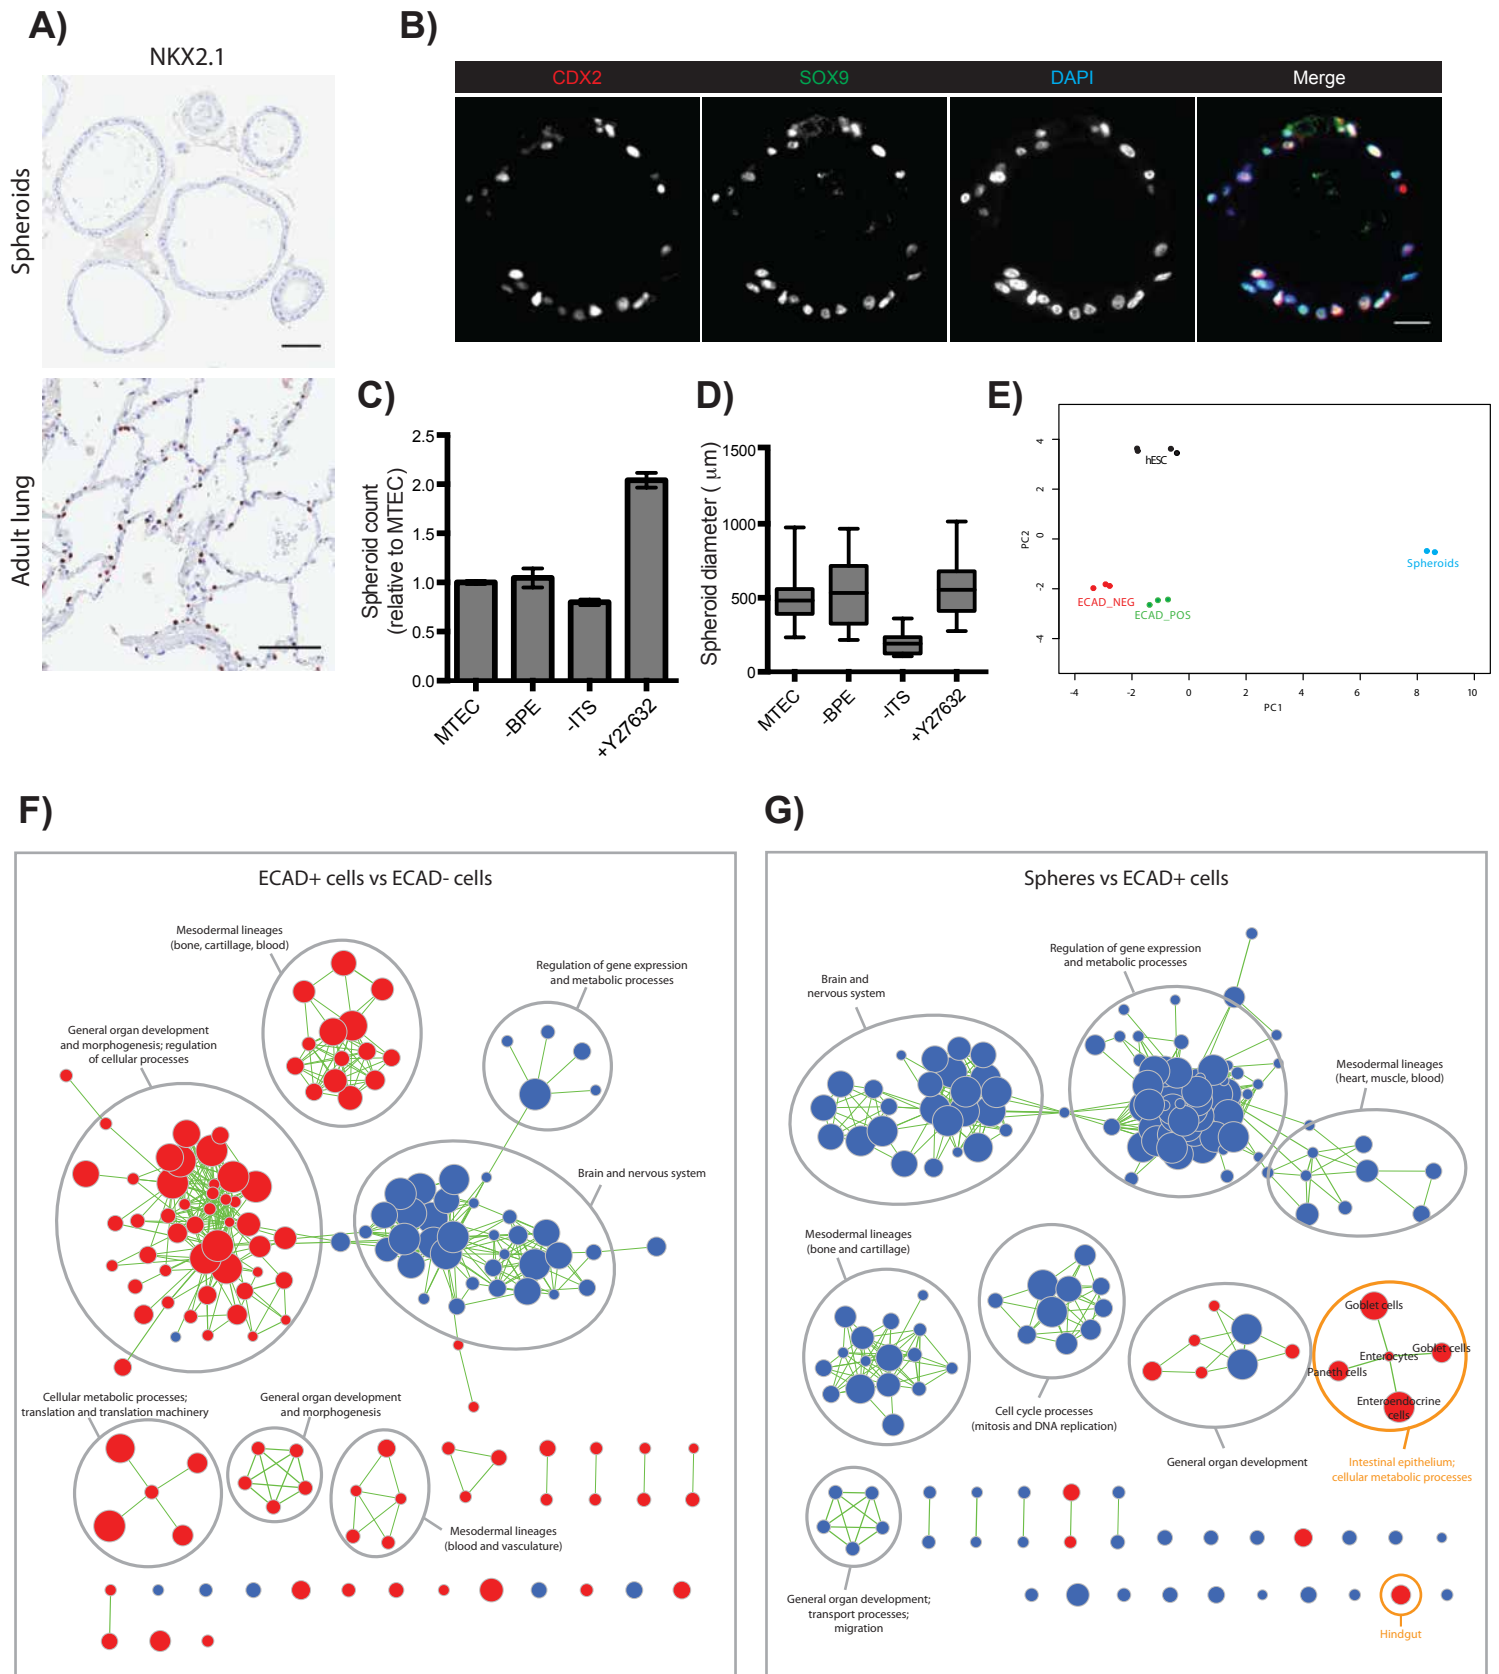 A)
NKX2.1
Spheroids
Adult lung
B)
CDX2
SOX9
DAPI
Merge
C)
Spheroid count
(relative to MTEC)
2.5
2.0
1.5
1.0
0.5
0.0
MTEC
-BPE
-ITS
+Y27632
D)
Spheroid diameter ( μm)
1500
1000
500
0
MTEC
-BPE
-ITS
+Y27632
E)
PC2
4
2
0
-2
-4
hESC
Spheroids
ECAD_NEG
ECAD_POS
-4
-2
0
2
4
6
8
10
PC1
F)
ECAD+ cells vs ECAD- cells
Mesodermal lineages
(bone, cartilage, blood)
Regulation of gene expression
and metabolic processes
General organ development
and morphogenesis; regulation
of cellular processes
Brain and nervous system
Cellular metabolic processes;
translation and translation machinery
General organ development
and morphogenesis
Mesodermal lineages
(blood and vasculature)
G)
Spheres vs ECAD+ cells
Brain and
nervous system
Regulation of gene expression
and metabolic processes
Mesodermal lineages
(heart, muscle, blood)
Mesodermal lineages
(bone and cartilage)
Cell cycle processes
(mitosis and DNA replication)
General organ development
Goblet cells
Goblet cells
Enterocytes
Paneth cells
Enteroendocrine
cells
Intestinal epithelium;
cellular metabolic processes
General organ development;
transport processes;
migration
Hindgut